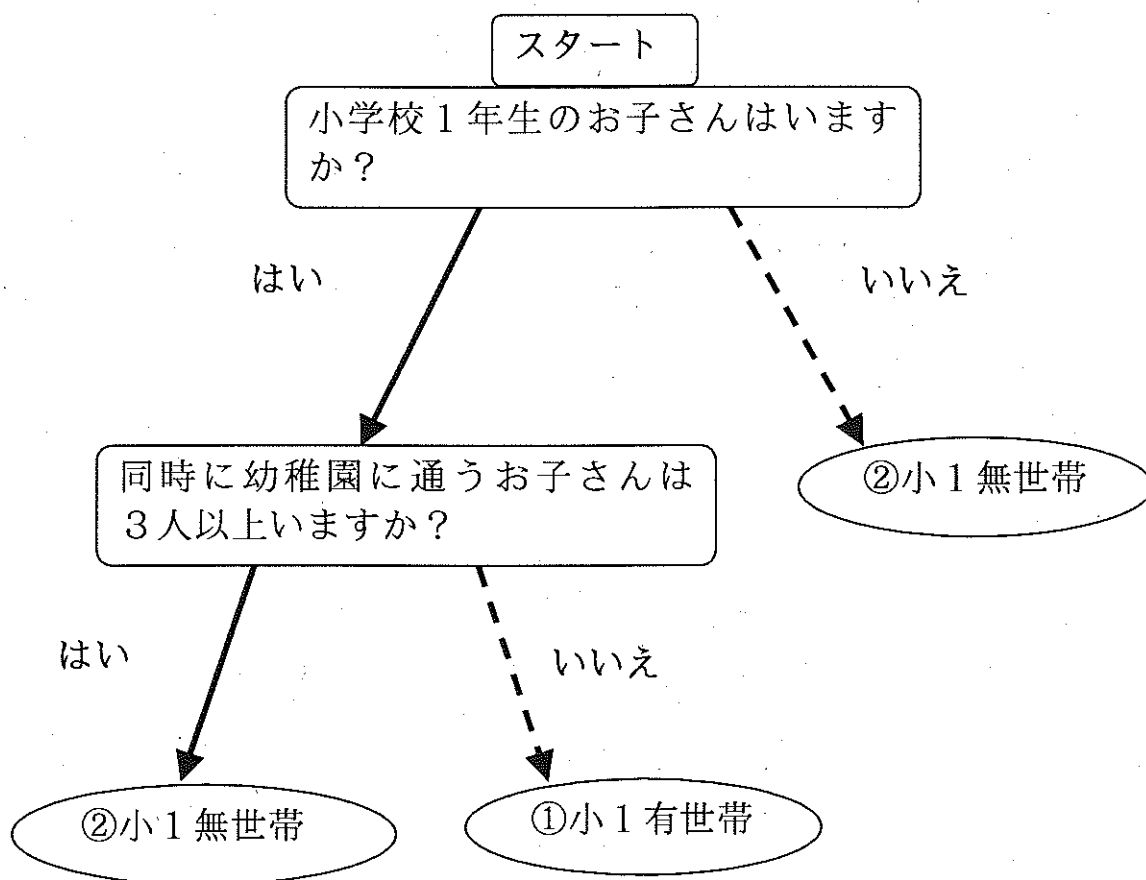 スタート
小学校１年生のお子さんはいます
か？
はい
いいえ
同時に幼稚園に通うお子さんは
３人以上いますか？
②小１無世帯
はい
いいえ
②小１無世帯
①小１有世帯